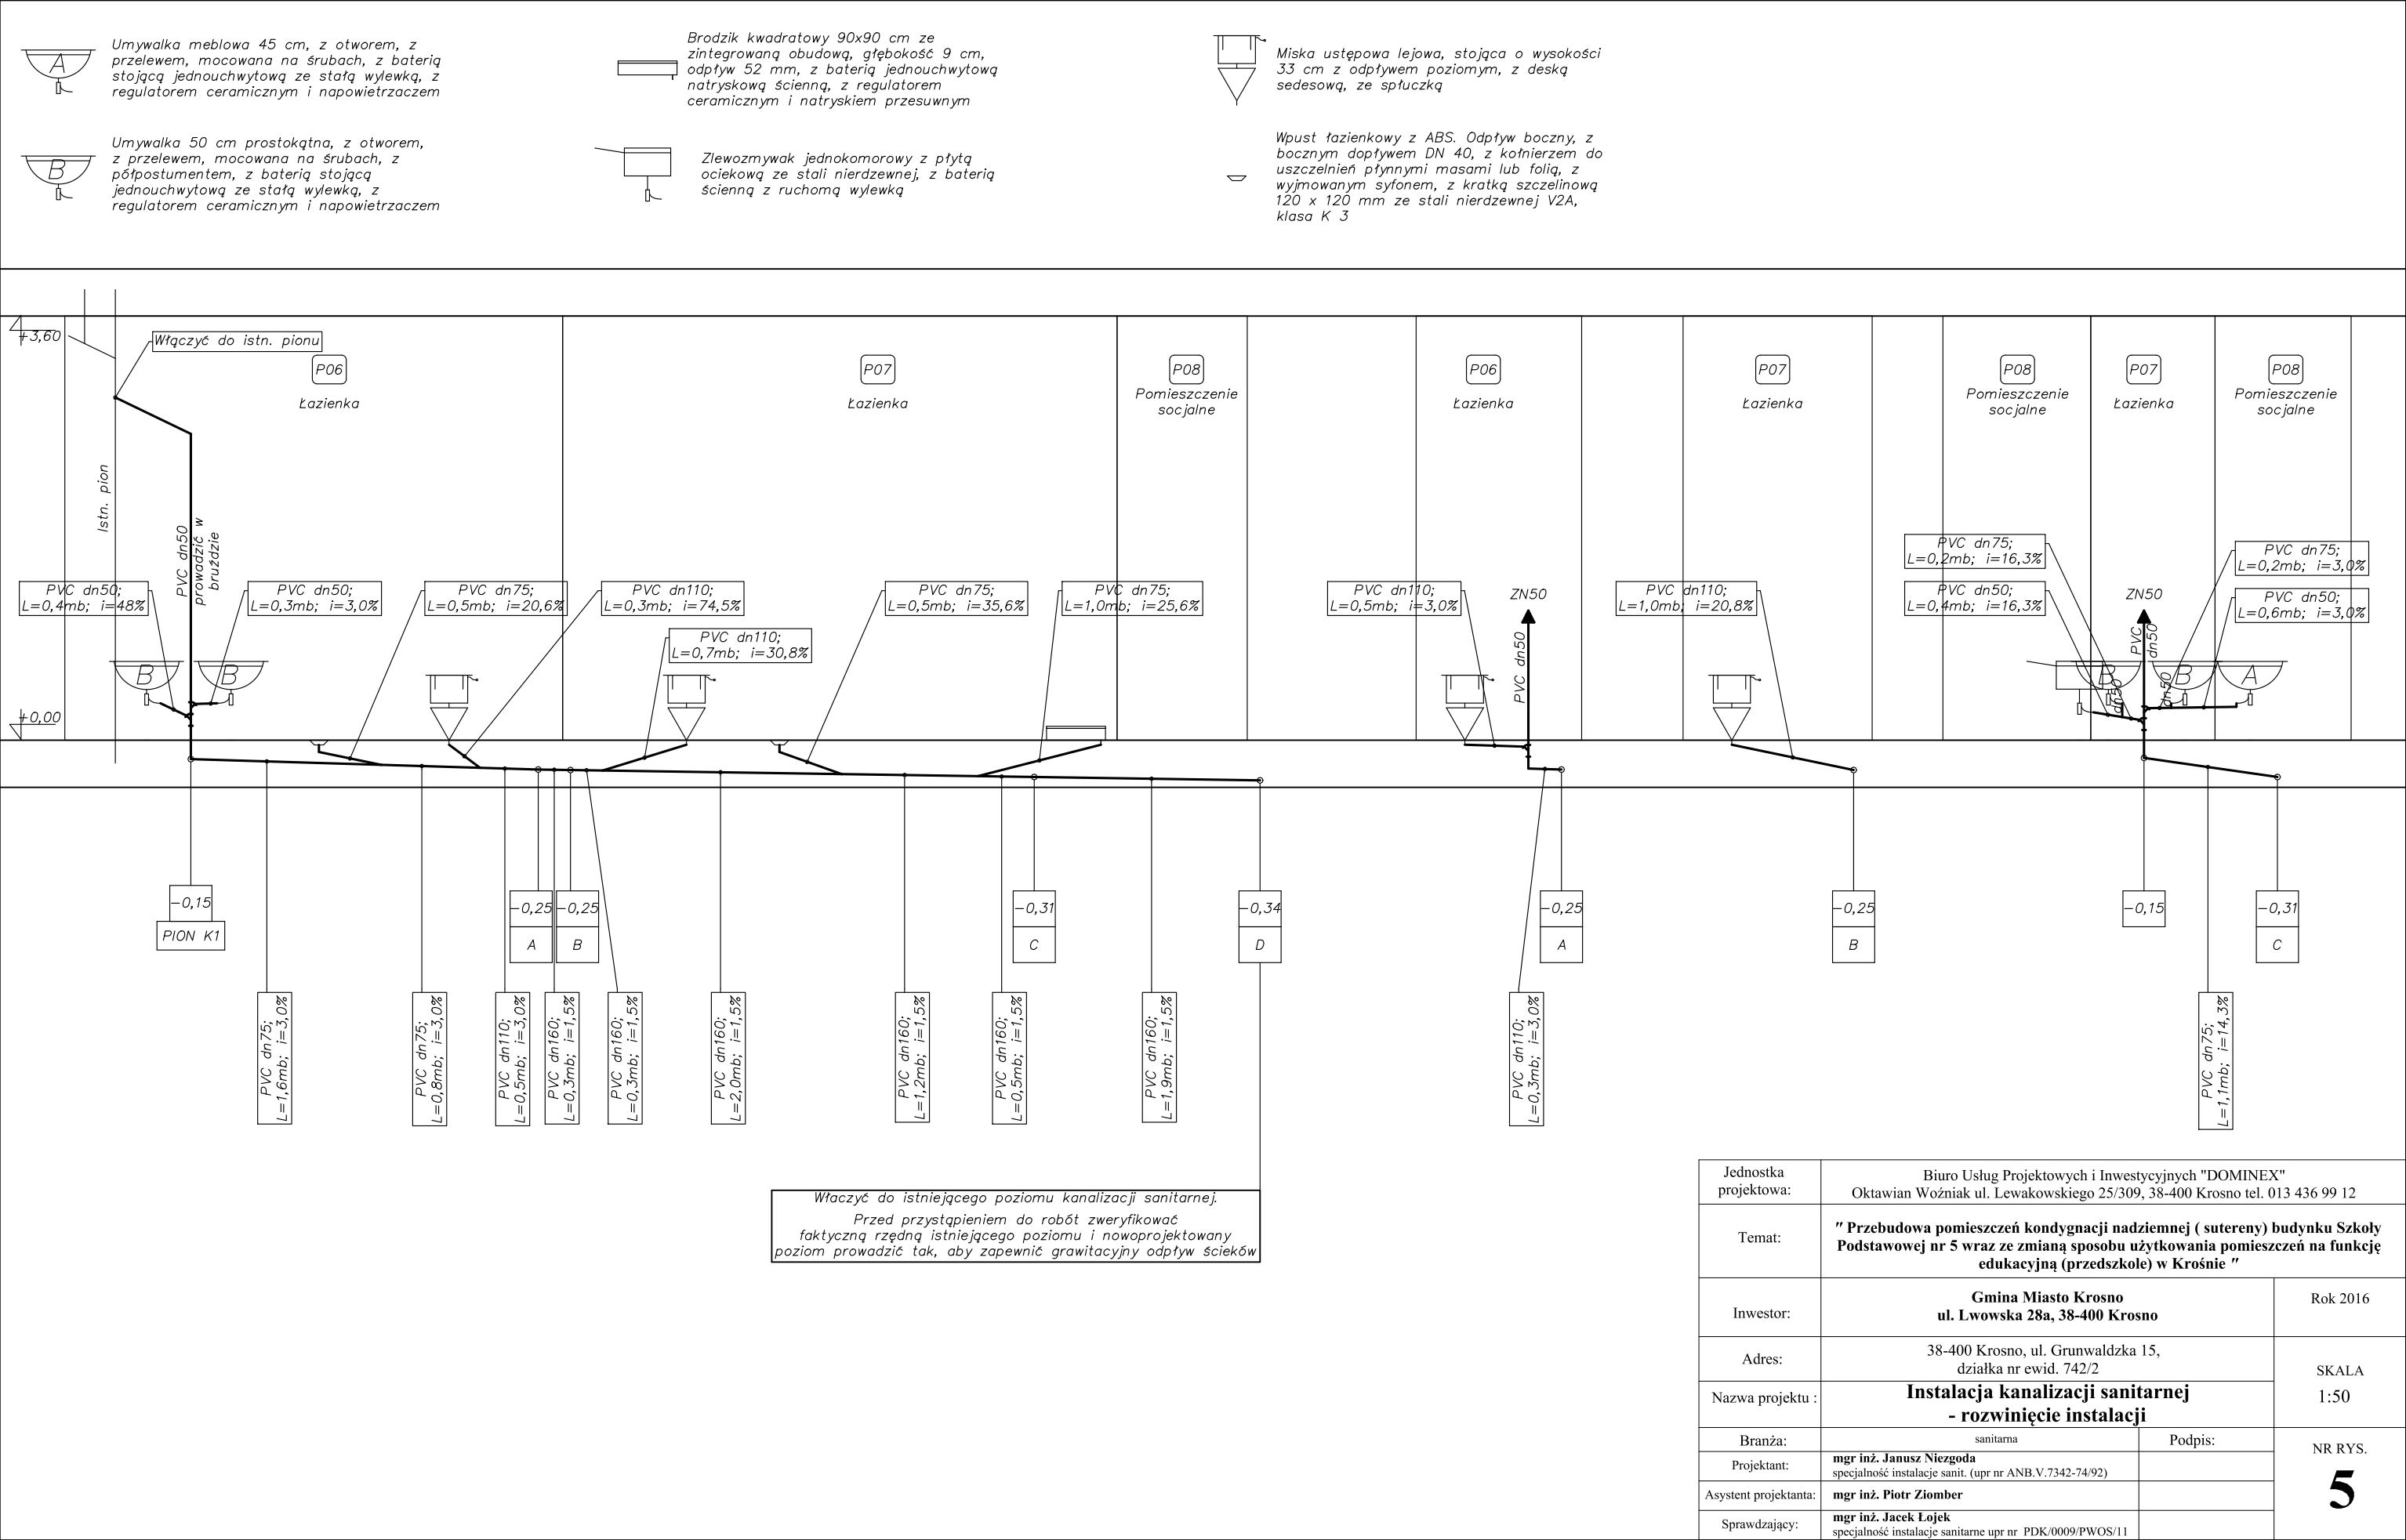 A
Umywalka meblowa 45 cm, z otworem, z
przelewem, mocowana na śrubach, z baterią
stojącą jednouchwytową ze stałą wylewką, z
regulatorem ceramicznym i napowietrzaczem
B
Umywalka 50 cm prostokątna, z otworem,
z przelewem, mocowana na śrubach, z
półpostumentem, z baterią stojącą
jednouchwytową ze stałą wylewką, z
regulatorem ceramicznym i napowietrzaczem
Brodzik kwadratowy 90x90 cm ze
zintegrowaną obudową, głębokość 9 cm,
odpływ 52 mm, z baterią jednouchwytową
natryskową ścienną, z regulatorem
ceramicznym i natryskiem przesuwnym
Zlewozmywak jednokomorowy z płytą
ociekową ze stali nierdzewnej, z baterią
ścienną z ruchomą wylewką
Miska ustępowa lejowa, stojąca o wysokości
33 cm z odpływem poziomym, z deską
sedesową, ze spłuczką
Wpust łazienkowy z ABS. Odpływ boczny, z
bocznym dopływem DN 40, z kołnierzem do
uszczelnień płynnymi masami lub folią, z
wyjmowanym syfonem, z kratką szczelinową
120 x 120 mm ze stali nierdzewnej V2A,
klasa K 3
+3,60
Włączyć do istn. pionu
P06
Łazienka
P07
Łazienka
P08
Pomieszczenie
socjalne
P06
Łazienka
P07
Łazienka
P08
Pomieszczenie
socjalne
P07
Łazienka
P08
Pomieszczenie
socjalne
Istn. pion
PVC dn50
prowadzić w
bruździe
PVC dn50;
L=0,4mb; i=48%
PVC dn50;
L=0,3mb; i=3,0%
PVC dn75;
L=0,5mb; i=20,6%
PVC dn110;
L=0,3mb; i=74,5%
PVC dn110;
L=0,7mb; i=30,8%
PVC dn75;
L=0,5mb; i=35,6%
PVC dn75;
L=1,0mb; i=25,6%
PVC dn110;
L=0,5mb; i=3,0%
ZN50
PVC dn50
PVC dn110;
L=1,0mb; i=20,8%
PVC dn75;
L=0,2mb; i=16,3%
PVC dn50;
L=0,4mb; i=16,3%
ZN50
PVC
dn50
PVC dn75;
L=0,2mb; i=3,0%
PVC dn50;
L=0,6mb; i=3,0%
B
B
B
B
A
dn50
dn50
+0,00
-0,15
PION K1
-0,25
A
-0,25
B
-0,31
C
-0,34
D
-0,25
A
-0,25
B
-0,15
-0,31
C
PVC dn75;
L=1,6mb; i=3,0%
PVC dn75;
L=0,8mb; i=3,0%
PVC dn110;
L=0,5mb; i=3,0%
PVC dn160;
L=0,3mb; i=1,5%
PVC dn160;
L=0,3mb; i=1,5%
PVC dn160;
L=2,0mb; i=1,5%
PVC dn160;
L=1,2mb; i=1,5%
PVC dn160;
L=0,5mb; i=1,5%
PVC dn160;
L=1,9mb; i=1,5%
PVC dn110;
L=0,3mb; i=3,0%
PVC dn75;
L=1,1mb; i=14,3%
Właczyć do istniejącego poziomu kanalizacji sanitarnej.
Przed przystąpieniem do robót zweryfikować
faktyczną rzędną istniejącego poziomu i nowoprojektowany
poziom prowadzić tak, aby zapewnić grawitacyjny odpływ ścieków
Jednostka
projektowa:
Biuro Usług Projektowych i Inwestycyjnych "DOMINEX"
Oktawian Woźniak ul. Lewakowskiego 25/309, 38-400 Krosno tel. 013 436 99 12
Temat:
" Przebudowa pomieszczeń kondygnacji nadziemnej ( sutereny) budynku Szkoły
Podstawowej nr 5 wraz ze zmianą sposobu użytkowania pomieszczeń na funkcję
edukacyjną (przedszkole) w Krośnie "
Inwestor:
Gmina Miasto Krosno
ul. Lwowska 28a, 38-400 Krosno
Rok 2016
Adres:
38-400 Krosno, ul. Grunwaldzka 15,
działka nr ewid. 742/2
SKALA
1:50
Nazwa projektu :
Instalacja kanalizacji sanitarnej
- rozwinięcie instalacji
Branża:
sanitarna
Podpis:
NR RYS.
5
Projektant:
mgr inż. Janusz Niezgoda
specjalność instalacje sanit. (upr nr ANB.V.7342-74/92)
Asystent projektanta:
mgr inż. Piotr Ziomber
Sprawdzający:
mgr inż. Jacek Łojek
specjalność instalacje sanitarne upr nr PDK/0009/PWOS/11